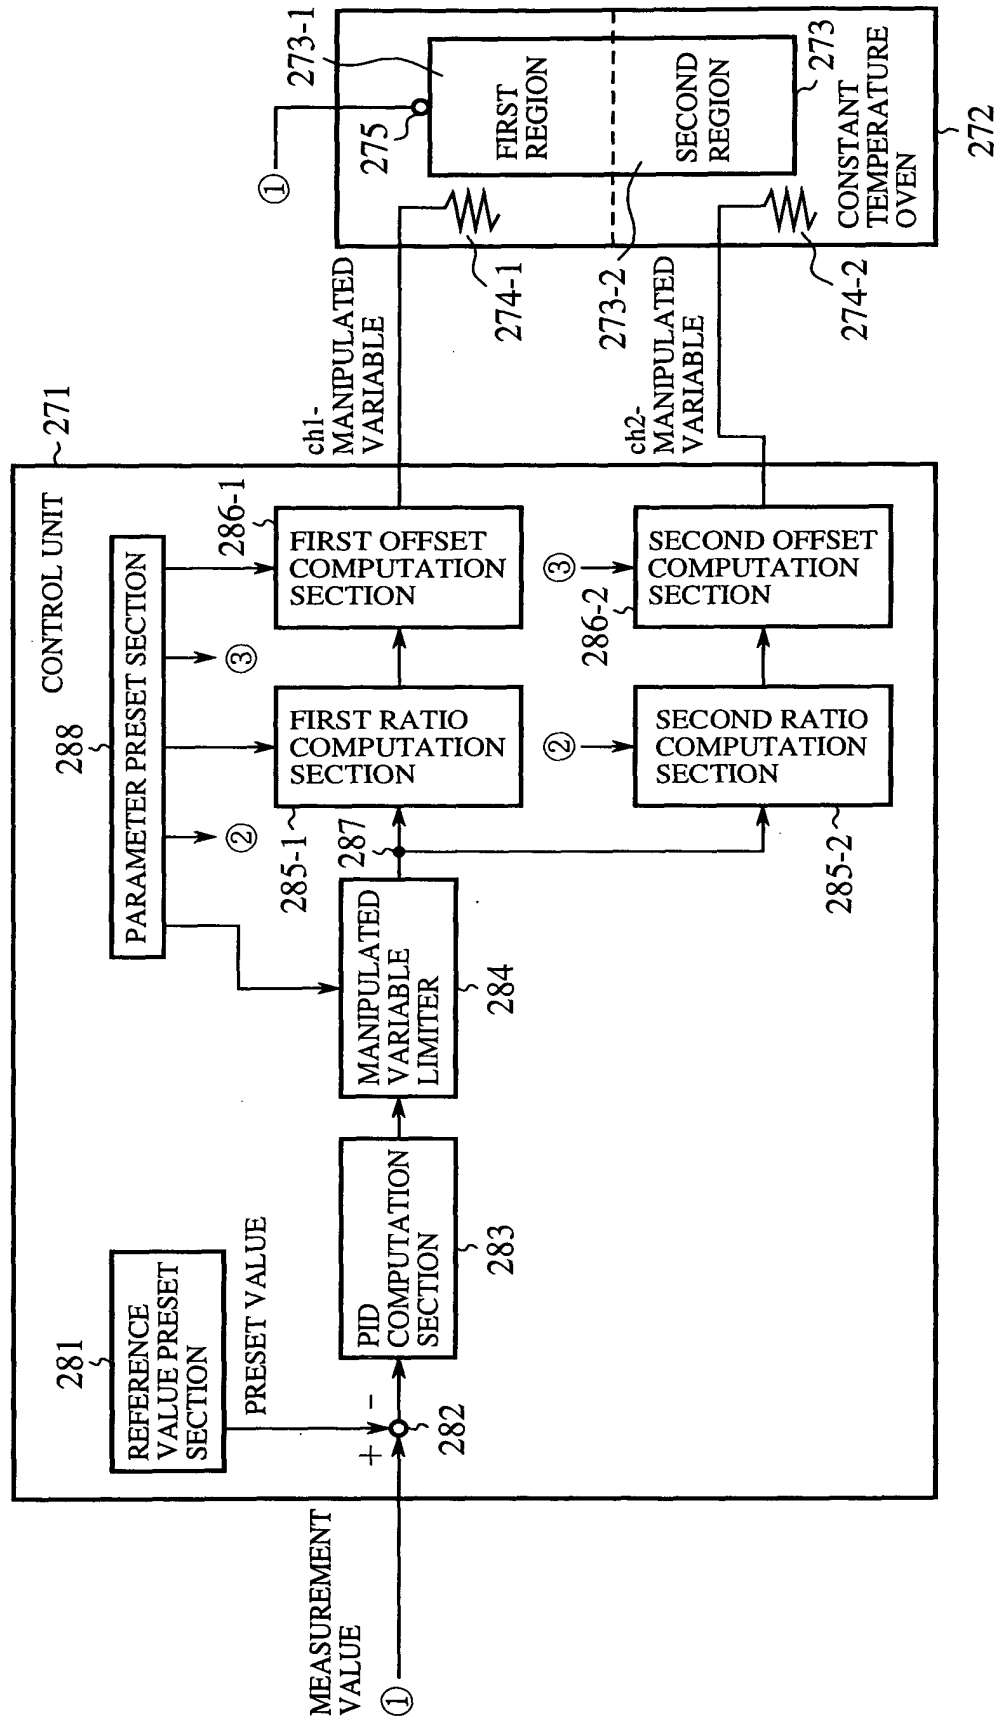 271
CONTROL UNIT
288
PARAMETER PRESET SECTION
②
③
281
REFERENCE
VALUE PRESET
SECTION
PRESET VALUE
MEASUREMENT
VALUE
①
+
-
282
PID
COMPUTATION
SECTION
283
MANIPULATED
VARIABLE
LIMITER
284
287
285-1
FIRST RATIO
COMPUTATION
SECTION
286-1
FIRST OFFSET
COMPUTATION
SECTION
②
SECOND RATIO
COMPUTATION
SECTION
285-2
③
286-2
SECOND OFFSET
COMPUTATION
SECTION
ch1-
MANIPULATED
VARIABLE
ch2-
MANIPULATED
VARIABLE
①
275
273-1
FIRST
REGION
274-1
273-2
SECOND
REGION
273
274-2
CONSTANT
TEMPERATURE
OVEN
272